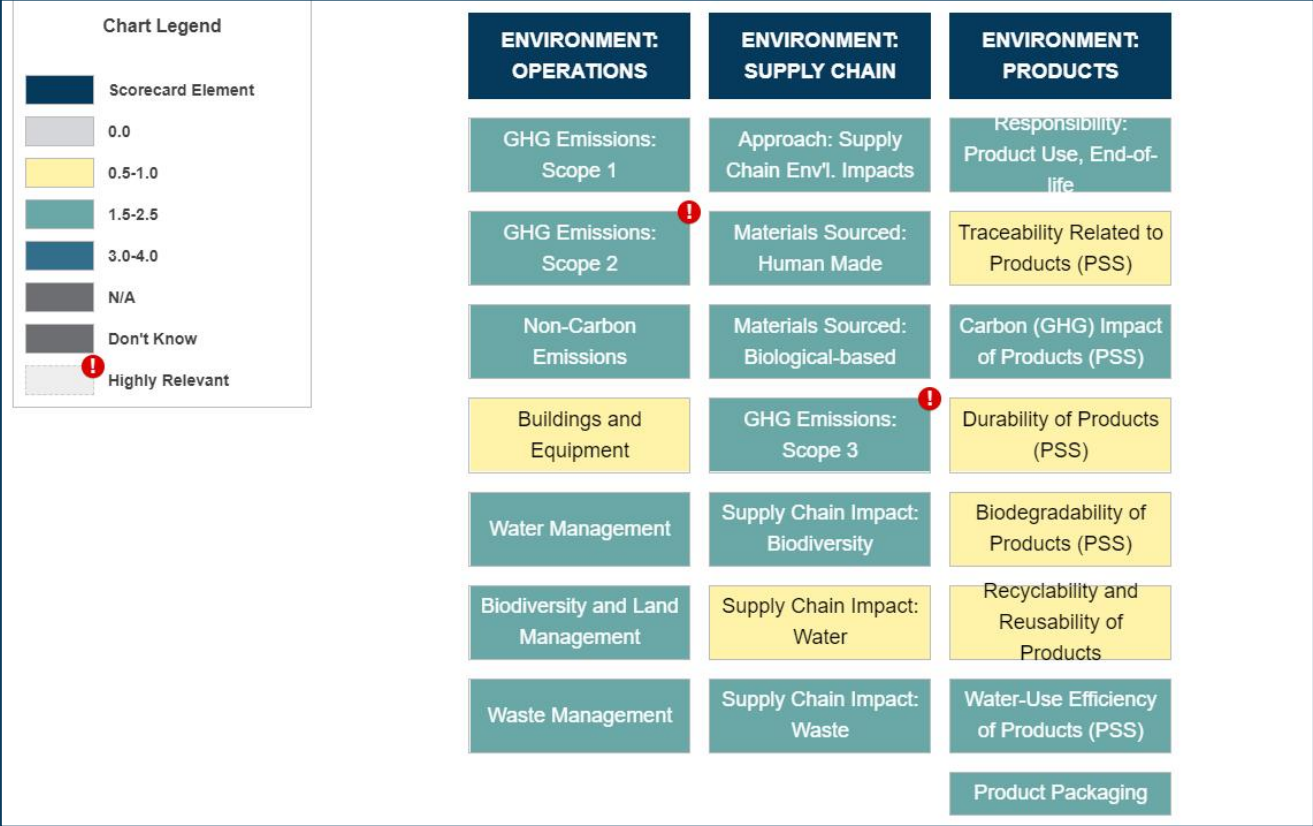 Chart Legend
Scorecard Element
0.0
0.5-1.0
1.5-2.5
3.0-4.0
N/A
Don't Know
!
Highly Relevant
ENVIRONMENT:
OPERATIONS
GHG Emissions:
Scope 1
!
GHG Emissions:
Scope 2
Non-Carbon
Emissions
Buildings and
Equipment
Water Management
Biodiversity and Land
Management
Waste Management
ENVIRONMENT:
SUPPLY CHAIN
Approach: Supply
Chain Env'l. Impacts
Materials Sourced:
Human Made
Materials Sourced:
Biological-based
!
GHG Emissions:
Scope 3
Supply Chain Impact:
Biodiversity
Supply Chain Impact:
Water
Supply Chain Impact:
Waste
ENVIRONMENT:
PRODUCTS
Responsibility:
Product Use, End-of-
life
Traceability Related to
Products (PSS)
Carbon (GHG) Impact
of Products (PSS)
Durability of Products
(PSS)
Biodegradability of
Products (PSS)
Recyclability and
Reusability of
Products
Water-Use Efficiency
of Products (PSS)
Product Packaging